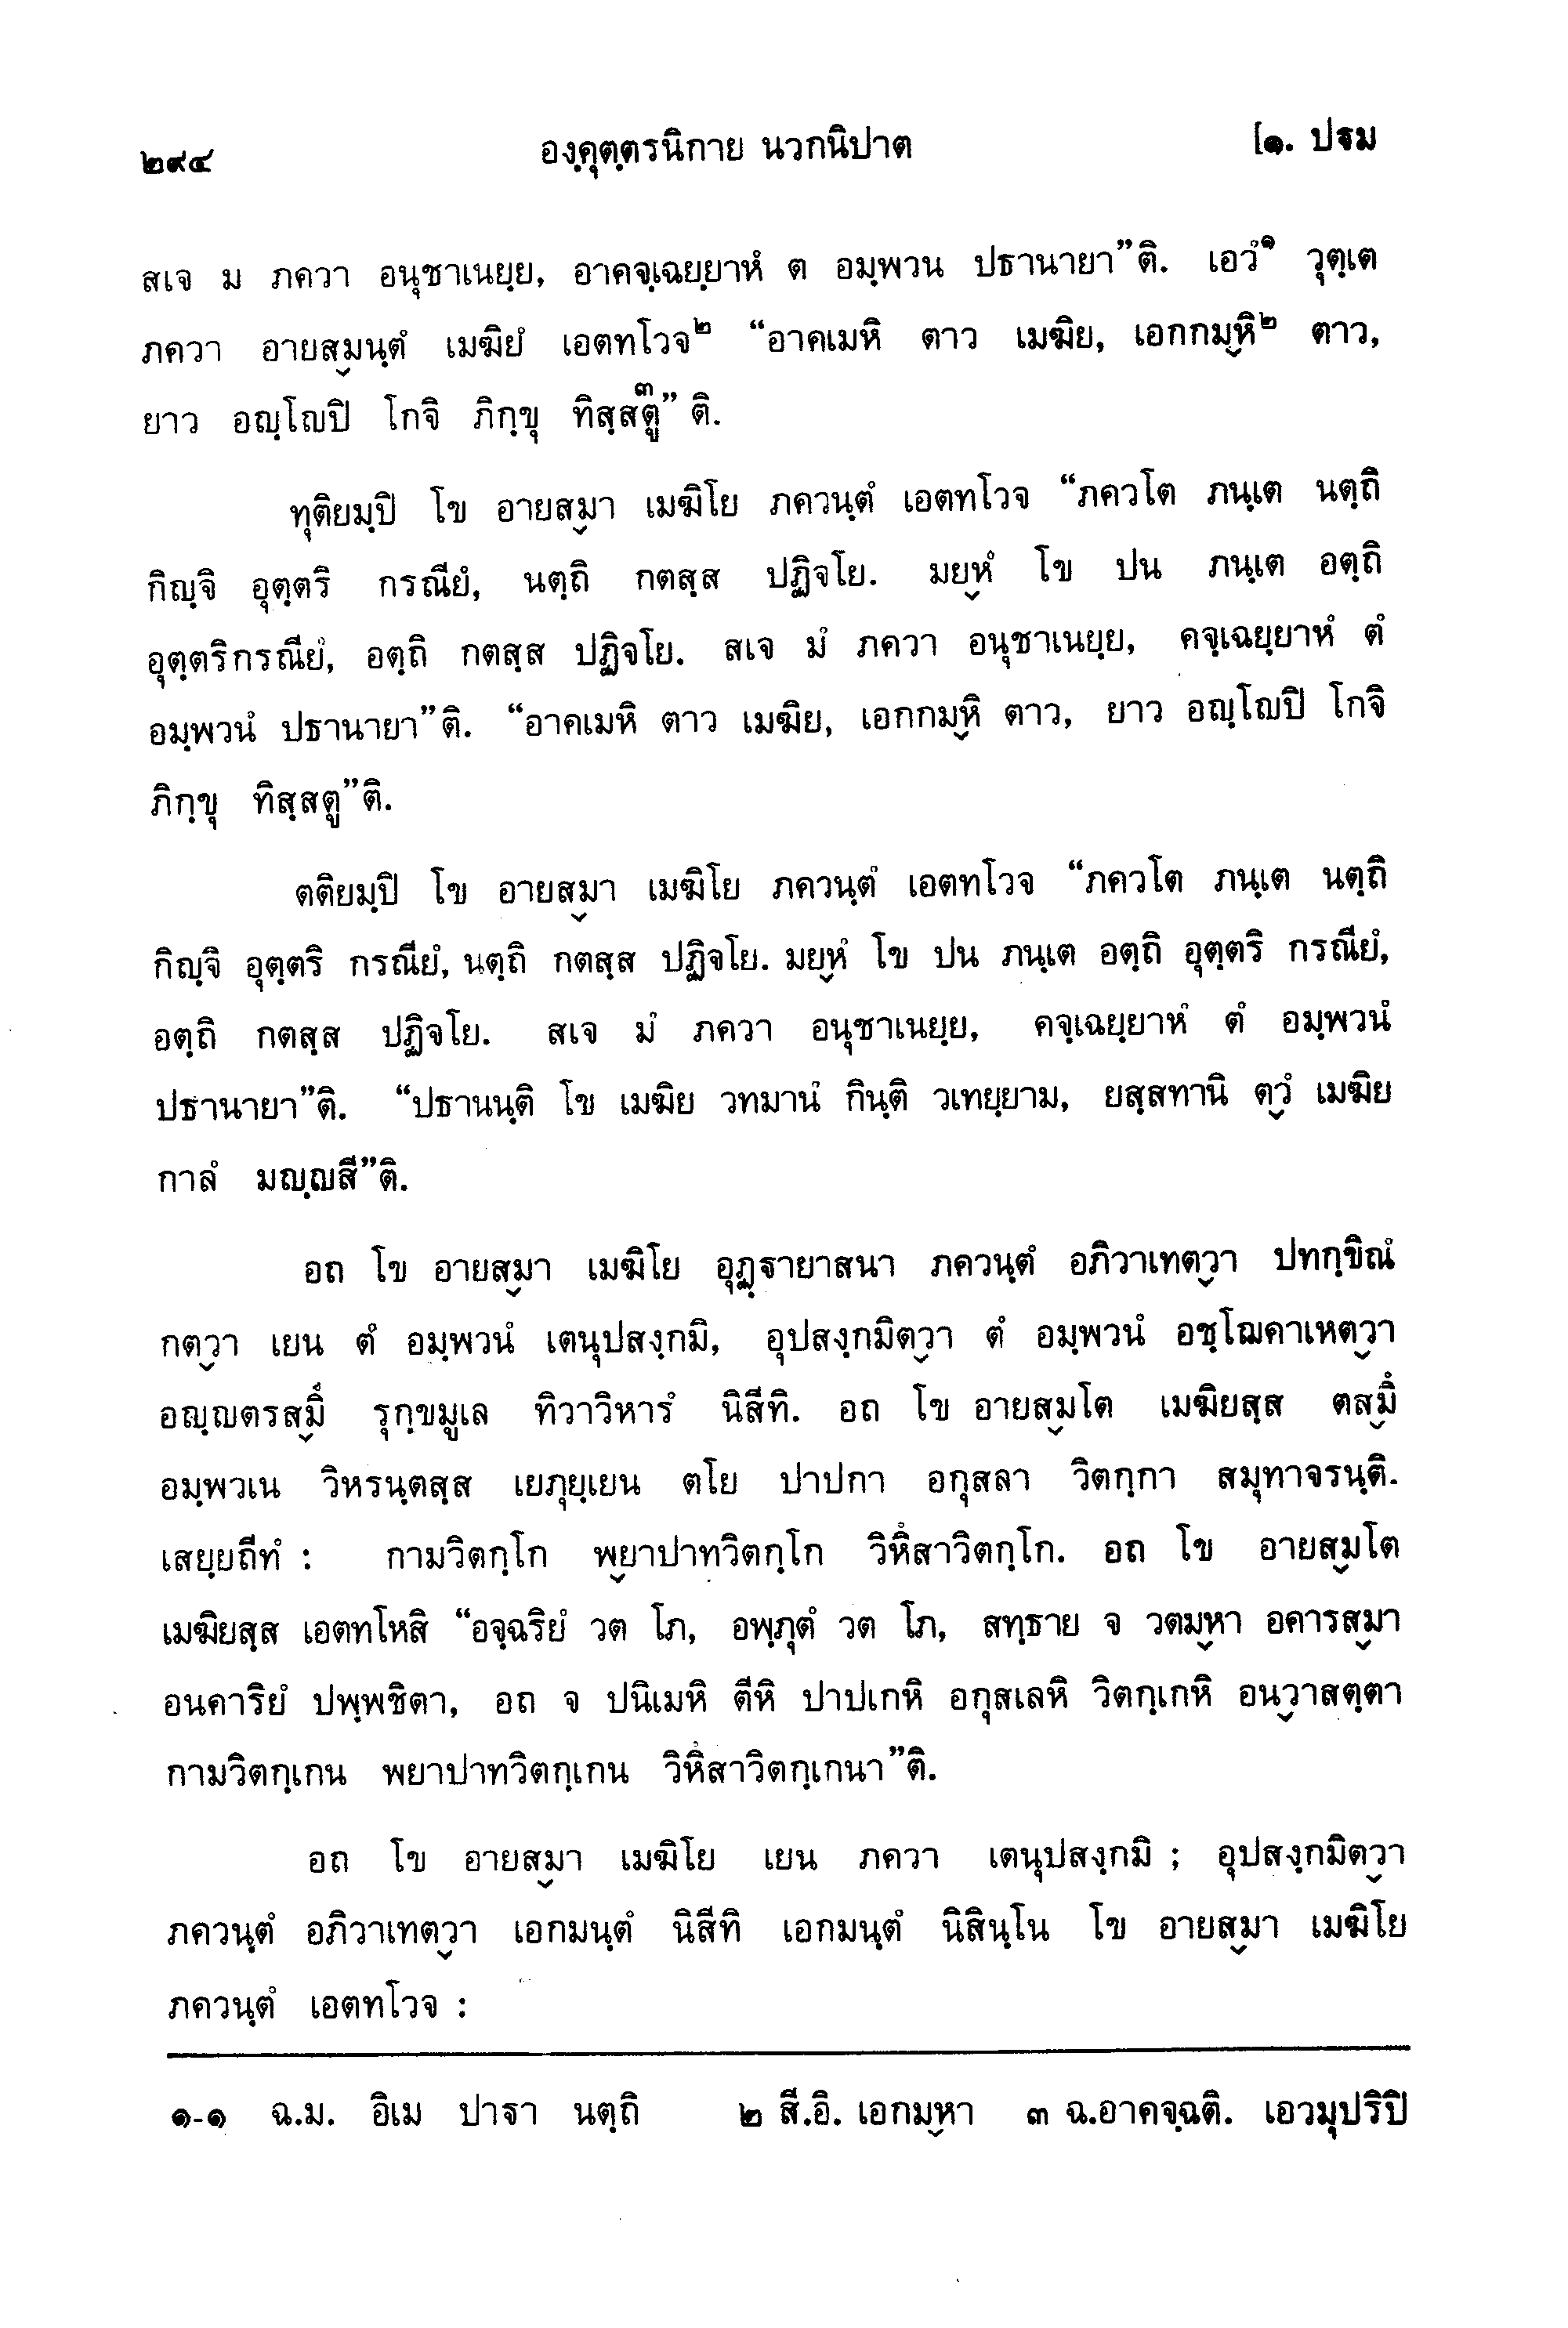 ๒๙๔ องฺคุตฺตรนิกาย นวกนิปาต [๑. ปฐม
สเจ ม ภควา อนุชาเนยฺย, อาคจฺเฉยฺยาหํ ต อมฺพวน ปธานายา”ติ. เอวํ๑ วุตฺเต
ภควา อายสฺมนฺตํ เมฆิยํ เอตทโวจ๒ “อาคเมหิ ตาว เมฆิย, เอกกมฺหิ๒ ตาว,
ยาว อญฺโญปิ โกจิ ภิกฺขุ ทิสฺสตู๓” ติ.
ทุติยมฺปิ โข อายสฺมา เมฆิโย ภควนฺตํ เอตทโวจ “ภควโต ภนฺเต นตฺถิ
กิญฺจิ อุตฺตริ กรณียํ, นตฺถิ กตสฺส ปฏิจโย. มยฺหํ โข ปน ภนฺเต อตฺถิ
อุตฺตริกรณียํ, อตฺถิ กตสฺส ปฏิจโย. สเจ มํ ภควา อนุชาเนยฺย, คจฺเฉยฺยาหํ ตํ
อมฺพวนํ ปธานายา”ติ. “อาคเมหิ ตาว เมฆิย, เอกกมฺหิ ตาว, ยาว อญฺโญปิ โกจิ
ภิกฺขุ ทิสฺสตู”ติ.
ตติยมฺปิ โข อายสฺมา เมฆิโย ภควนฺตํ เอตทโวจ “ภควโต ภนฺเต นตฺถิ
กิญฺจิ อุตฺตริ กรณียํ, นตฺถิ กตสฺส ปฏิจโย. มยฺหํ โข ปน ภนฺเต อตฺถิ อุตฺตริ กรณียํ,
อตฺถิ กตสฺส ปฏิจโย. สเจ มํ ภควา อนุชาเนยฺย, คจฺเฉยฺยาหํ ตํ อมฺพวนํ
ปธานายา”ติ. “ปธานนฺติ โข เมฆิย วทมานํ กินฺติ วเทยฺยาม, ยสฺสทานิ ตฺวํ เมฆิย
กาลํ มญฺญสี”ติ.
อถ โข อายสฺมา เมฆิโย อุฏฺฐายาสนา ภควนฺตํ อภิวาเทตฺวา ปทกฺขิณํ
กตฺวา เยน ตํ อมฺพวนํ เตนุปสงฺกมิ, อุปสงฺกมิตฺวา ตํ อมฺพวนํ อชฺโฌคาเหตฺวา
อญฺญตรสฺมึ รุกฺขมูเล ทิวาวิหารํ นิสีทิ. อถ โข อายสฺมโต เมฆิยสฺส ตสฺมึ
อมฺพวเน วิหรนฺตสฺส เยภุยฺเยน ตโย ปาปกา อกุสลา วิตกฺกา สมุทาจรนฺติ.
เสยฺยถีทํ : กามวิตกฺโก พฺยาปาทวิตกฺโก วิหึสาวิตกฺโก. อถ โข อายสฺมโต
เมฆิยสฺส เอตทโหสิ “อจฺฉริยํ วต โภ, อพฺภุตํ วต โภ, สทฺธาย จ วตมฺหา อคารสฺมา
อนคาริยํ ปพฺพชิตา, อถ จ ปนิเมหิ ตีหิ ปาปเกหิ อกุสเลหิ วิตกฺเกหิ อนฺวาสตฺตา
กามวิตกฺเกน พยาปาทวิตกฺเกน วิหึสาวิตกฺเกนา”ติ.
อถ โข อายสฺมา เมฆิโย เยน ภควา เตนุปสงฺกมิ ; อุปสงฺกมิตฺวา
ภควนฺตํ อภิวาเทตฺวา เอกมนฺตํ นิสีทิ เอกมนฺตํ นิสินฺโน โข อายสฺมา เมฆิโย
ภควนฺตํ เอตทโวจ :
๑-๑ ฉ.ม. อิเม ปาฐา นตฺถิ ๒ สี.อิ. เอกมฺหา ๓ ฉ.อาคจฺฉติ. เอวมุปริปิ